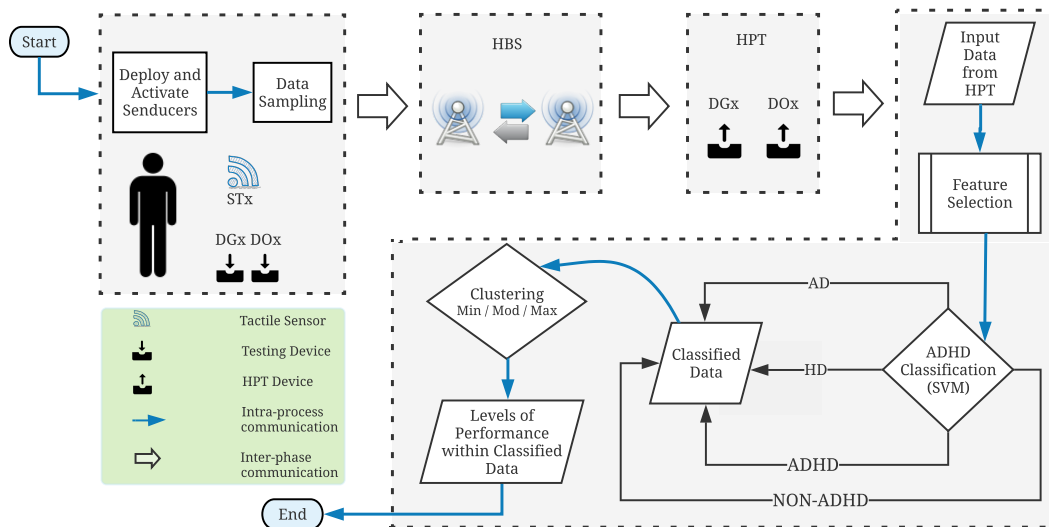 Start
Deploy and
Activate
Senducers
Data
Sampling
STx
DGx DOx
HBS
HPT
DGx DOx
Input
Data
from
HPT
Feature
Selection
ADHD
Classification
(SVM)
AD
HD
ADHD
NON-ADHD
Classified
Data
Clustering
Min / Mod / Max
Levels of
Performance
within Classified
Data
End
Tactile Sensor
Testing Device
HPT Device
Intra-process
communication
Inter-phase
communication